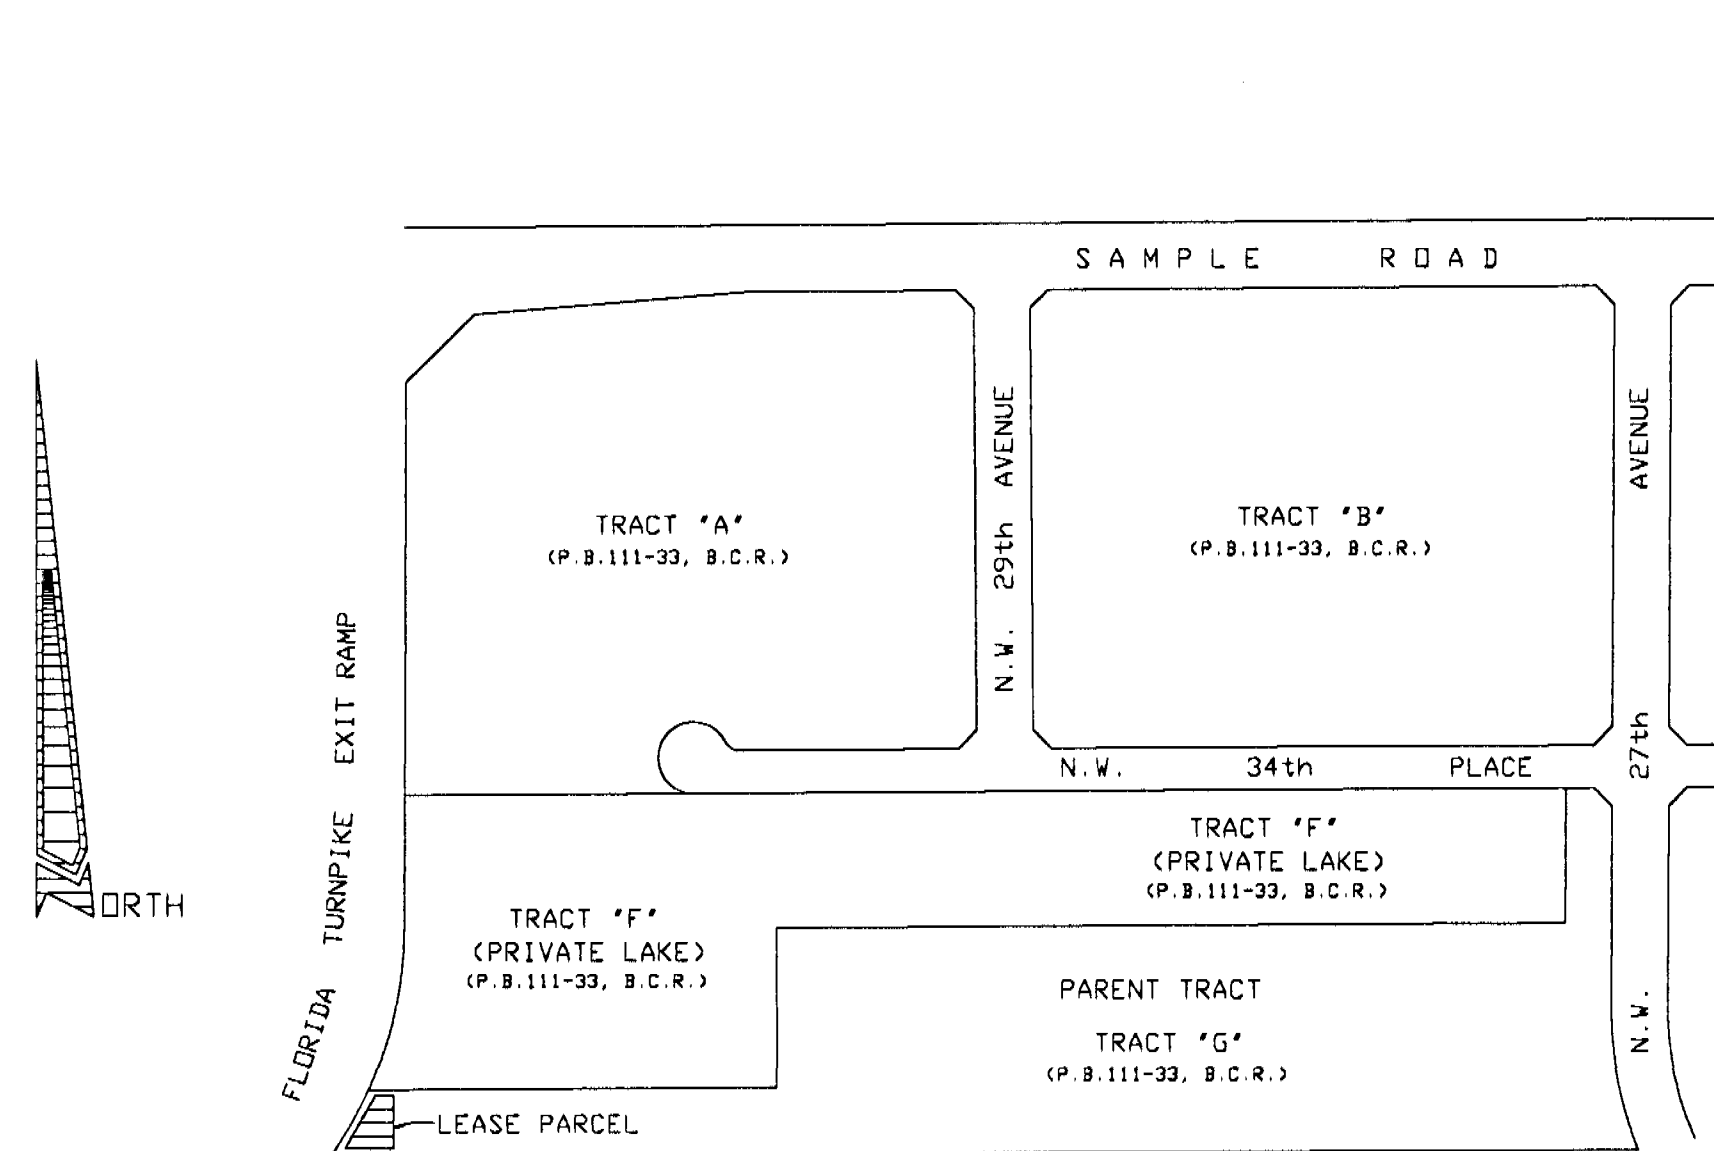 SAMPLE ROAD
TRACT "A"
(P.B.111-33, B.C.R.)
N.W. 29th AVENUE
TRACT "B"
(P.B.111-33, B.C.R.)
N.W. 27th AVENUE
N.W. 34th PLACE
FLORIDA TURNPIKE EXIT RAMP
NORTH
TRACT "F"
(PRIVATE LAKE)
(P.B.111-33, B.C.R.)
TRACT "F"
(PRIVATE LAKE)
(P.B.111-33, B.C.R.)
PARENT TRACT
TRACT "G"
(P.B.111-33, B.C.R.)
LEASE PARCEL